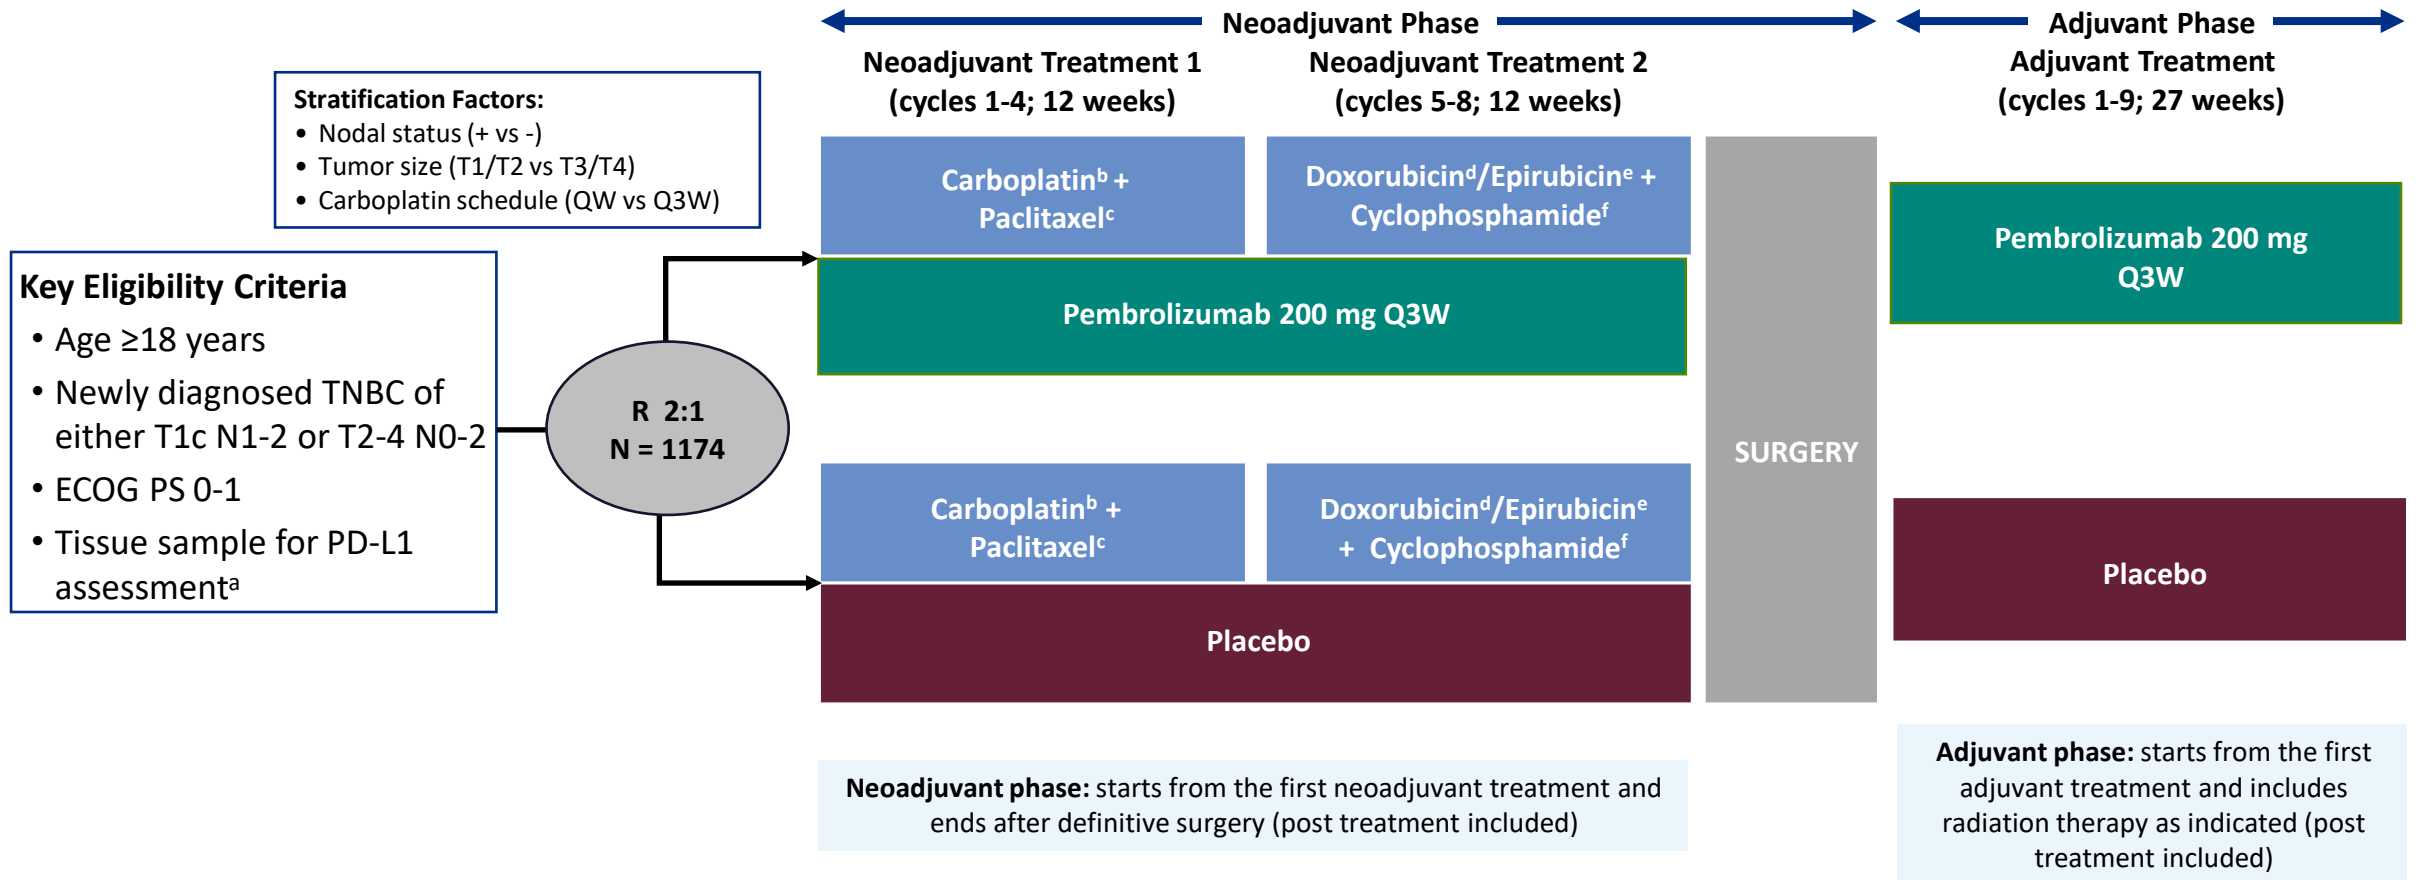 Neoadjuvant Phase
Adjuvant Phase
Neoadjuvant Treatment 1
(cycles 1-4; 12 weeks)
Neoadjuvant Treatment 2
(cycles 5-8; 12 weeks)
Adjuvant Treatment
(cycles 1-9; 27 weeks)
Stratification Factors:
• Nodal status (+ vs -)
• Tumor size (T1/T2 vs T3/T4)
• Carboplatin schedule (QW vs Q3W)
Key Eligibility Criteria
• Age ≥18 years
• Newly diagnosed TNBC of
either T1c N1-2 or T2-4 N0-2
• ECOG PS 0-1
• Tissue sample for PD-L1
assessmentᵃ
R 2:1
N = 1174
Carboplatinᵇ +
Paclitaxelᶜ
Doxorubicinᵈ/Epirubicinᵉ +
Cyclophosphamideᶠ
Pembrolizumab 200 mg Q3W
Carboplatinᵇ +
Paclitaxelᶜ
Doxorubicinᵈ/Epirubicinᵉ
+ Cyclophosphamideᶠ
Placebo
SURGERY
Pembrolizumab 200 mg
Q3W
Placebo
Neoadjuvant phase: starts from the first neoadjuvant treatment and
ends after definitive surgery (post treatment included)
Adjuvant phase: starts from the first
adjuvant treatment and includes
radiation therapy as indicated (post
treatment included)